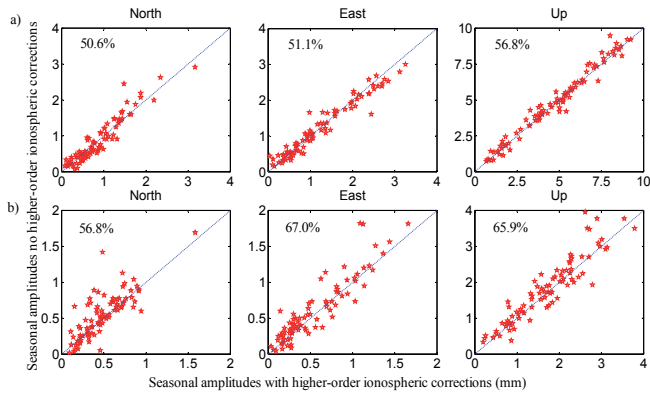 a)
North
East
Up
50.6%
51.1%
56.8%
4
3
2
1
0
0 1 2 3 4
4
3
2
1
0
0 1 2 3 4
10
7.5
5
2.5
0
0 2.5 5 7.5 10
b)
North
East
Up
56.8%
67.0%
65.9%
2
1.5
1
0.5
0
0 0.5 1 1.5 2
2
1.5
1
0.5
0
0 0.5 1 1.5 2
4
3
2
1
0
0 1 2 3 4
Seasonal amplitudes no higher-order ionospheric corrections
Seasonal amplitudes with higher-order ionospheric corrections (mm)